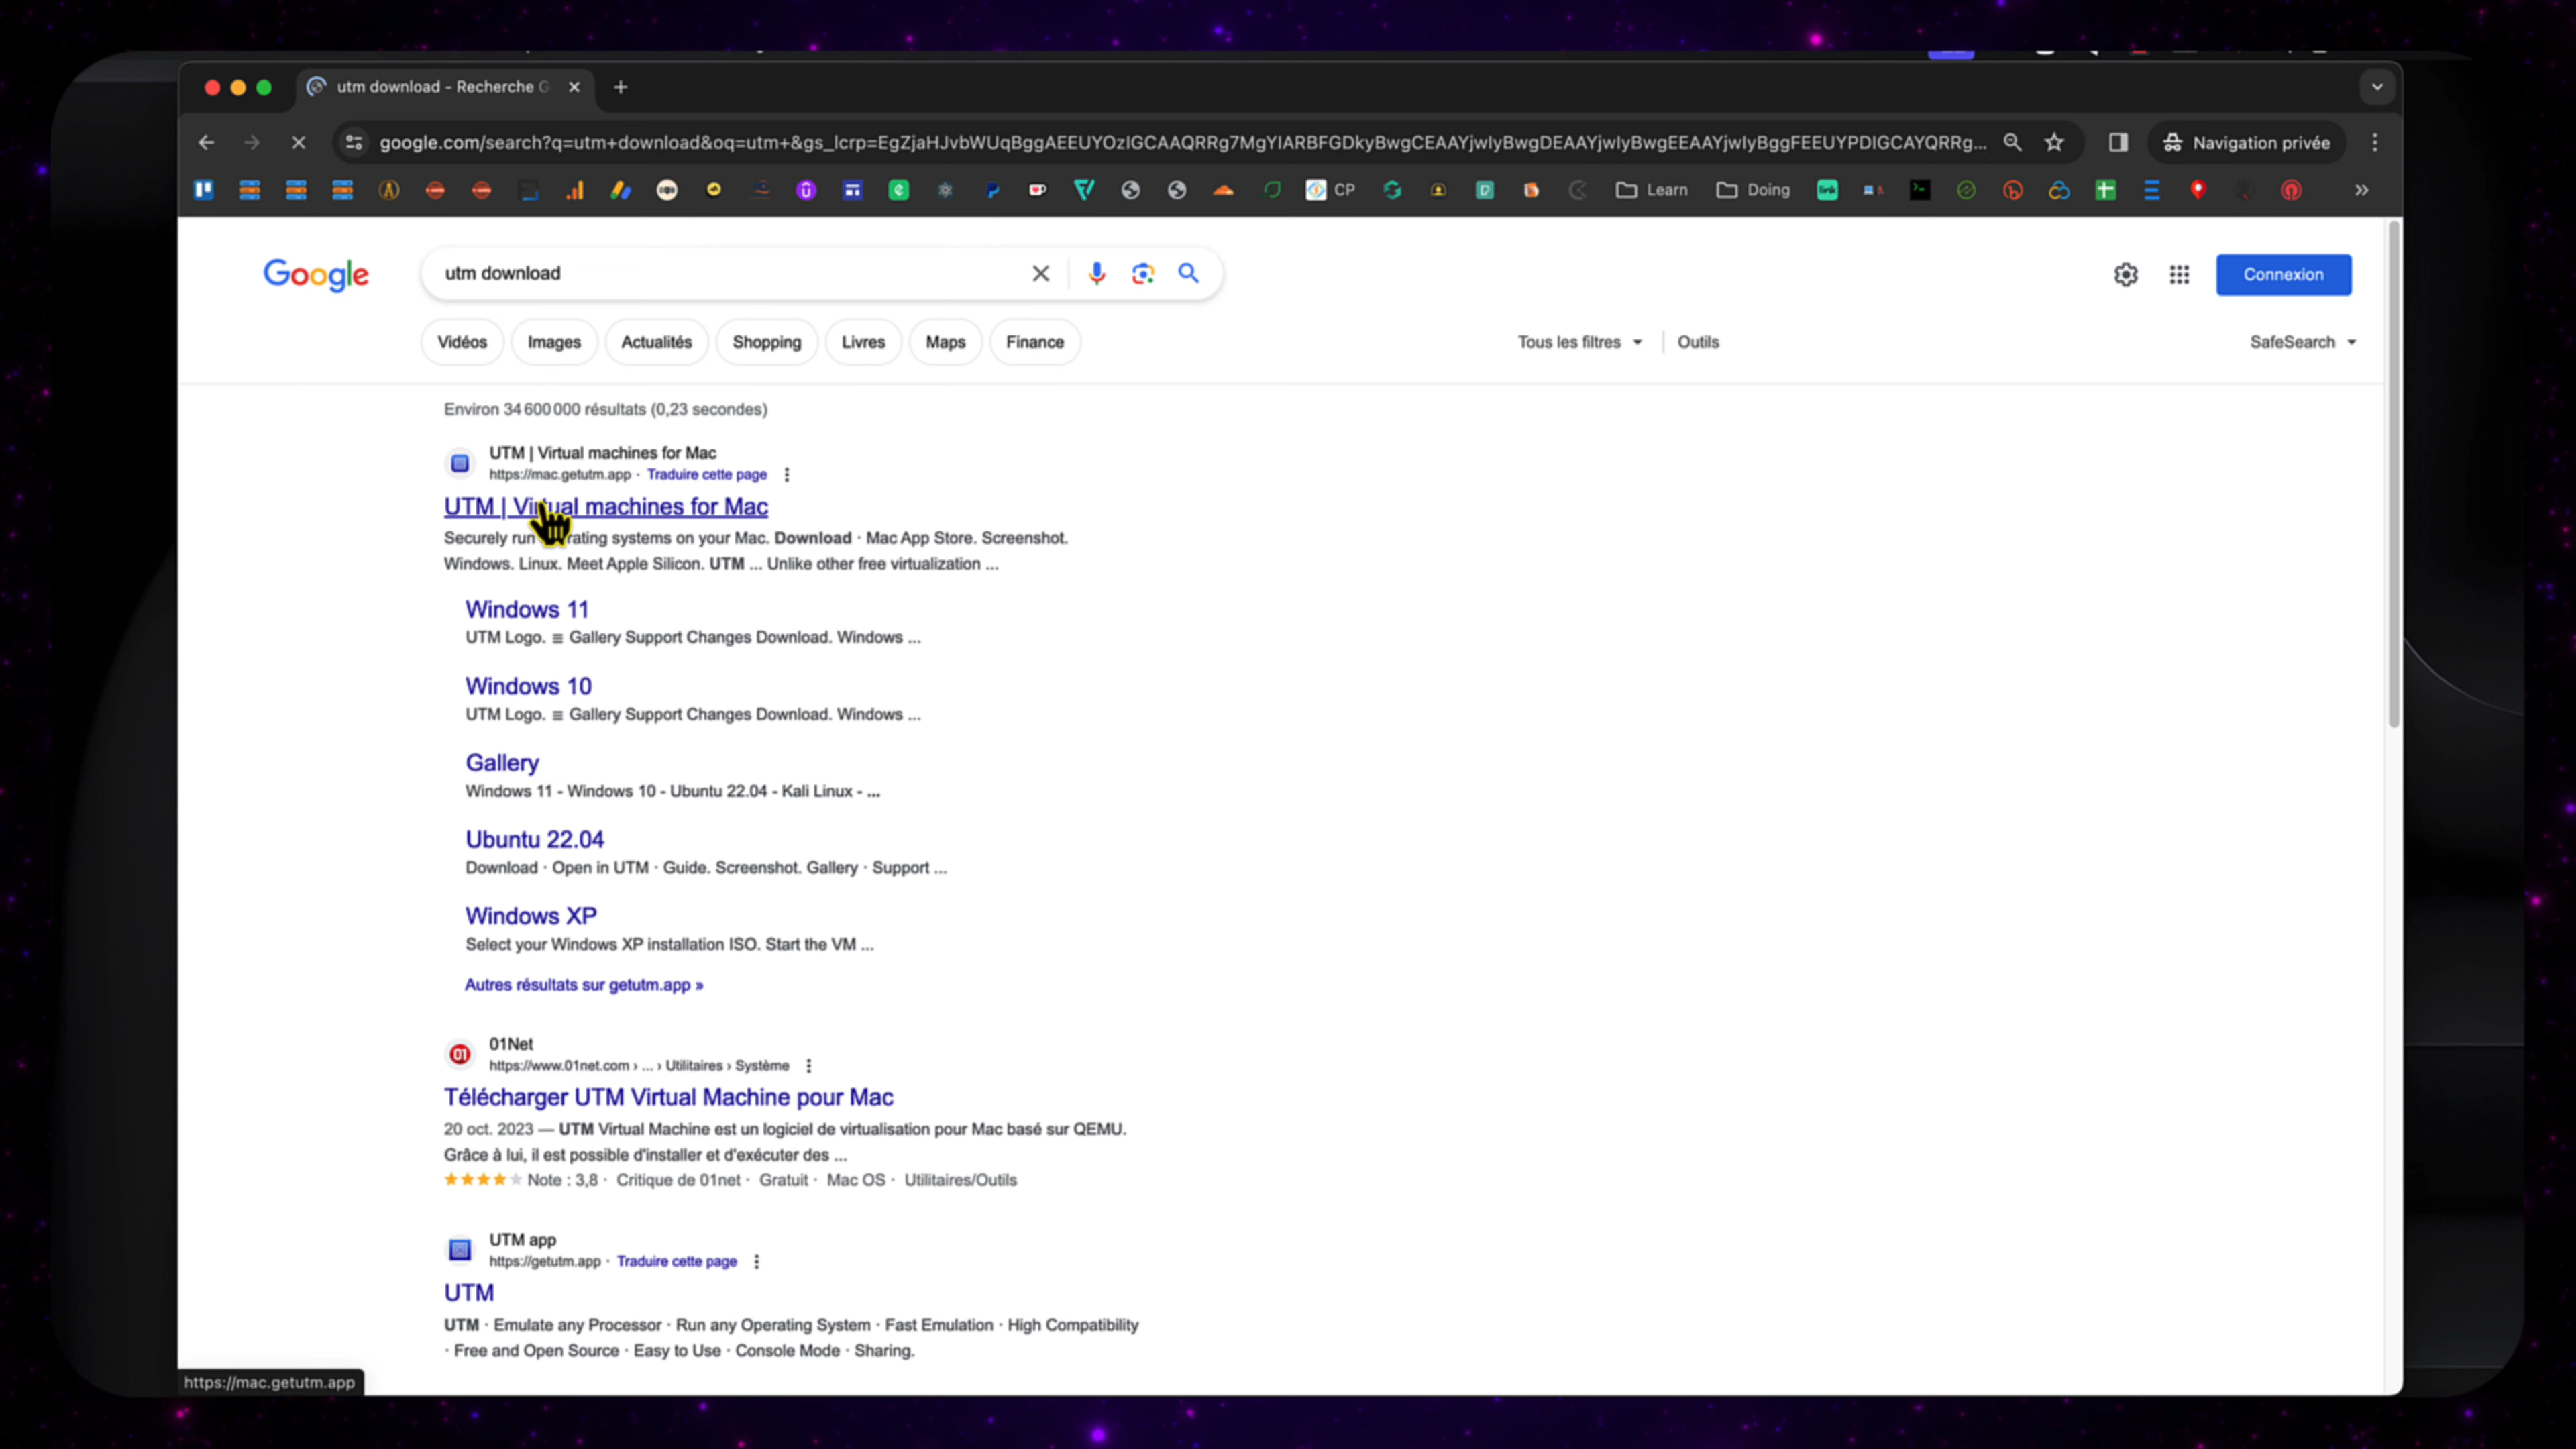 utm download - Recherche G
google.com/search?q=utm+download&oq=utm+&gs_lcrp=EgZjaHJvbWUqBggAEEUYOzIGCAAQRRg7MgYIARBFGDkyBwgCEAAYjwIyBwgDEAAYjwIyBwgEEAAYjwIyBggFEEUYPDIGCAYQRRg...
Navigation privée
CP
Learn
Doing
Google
utm download
Connexion
Vidéos
Images
Actualités
Shopping
Livres
Maps
Finance
Tous les filtres
Outils
SafeSearch
Environ 34 600 000 résultats (0,23 secondes)
UTM | Virtual machines for Mac
https://mac.getutm.app · Traduire cette page
UTM | Virtual machines for Mac
Securely run rating systems on your Mac. Download · Mac App Store. Screenshot.
Windows. Linux. Meet Apple Silicon. UTM ... Unlike other free virtualization ...
Windows 11
UTM Logo. ≡ Gallery Support Changes Download. Windows ...
Windows 10
UTM Logo. ≡ Gallery Support Changes Download. Windows ...
Gallery
Windows 11 - Windows 10 - Ubuntu 22.04 - Kali Linux - ...
Ubuntu 22.04
Download · Open in UTM · Guide. Screenshot. Gallery · Support ...
Windows XP
Select your Windows XP installation ISO. Start the VM ...
Autres résultats sur getutm.app »
01Net
https://www.01net.com › ... › Utilitaires › Système
Télécharger UTM Virtual Machine pour Mac
20 oct. 2023 — UTM Virtual Machine est un logiciel de virtualisation pour Mac basé sur QEMU.
Grâce à lui, il est possible d'installer et d'exécuter des ...
Note : 3,8 · Critique de 01net · Gratuit · Mac OS · Utilitaires/Outils
UTM app
https://getutm.app · Traduire cette page
UTM
UTM · Emulate any Processor · Run any Operating System · Fast Emulation · High Compatibility
· Free and Open Source · Easy to Use · Console Mode · Sharing.
https://mac.getutm.app